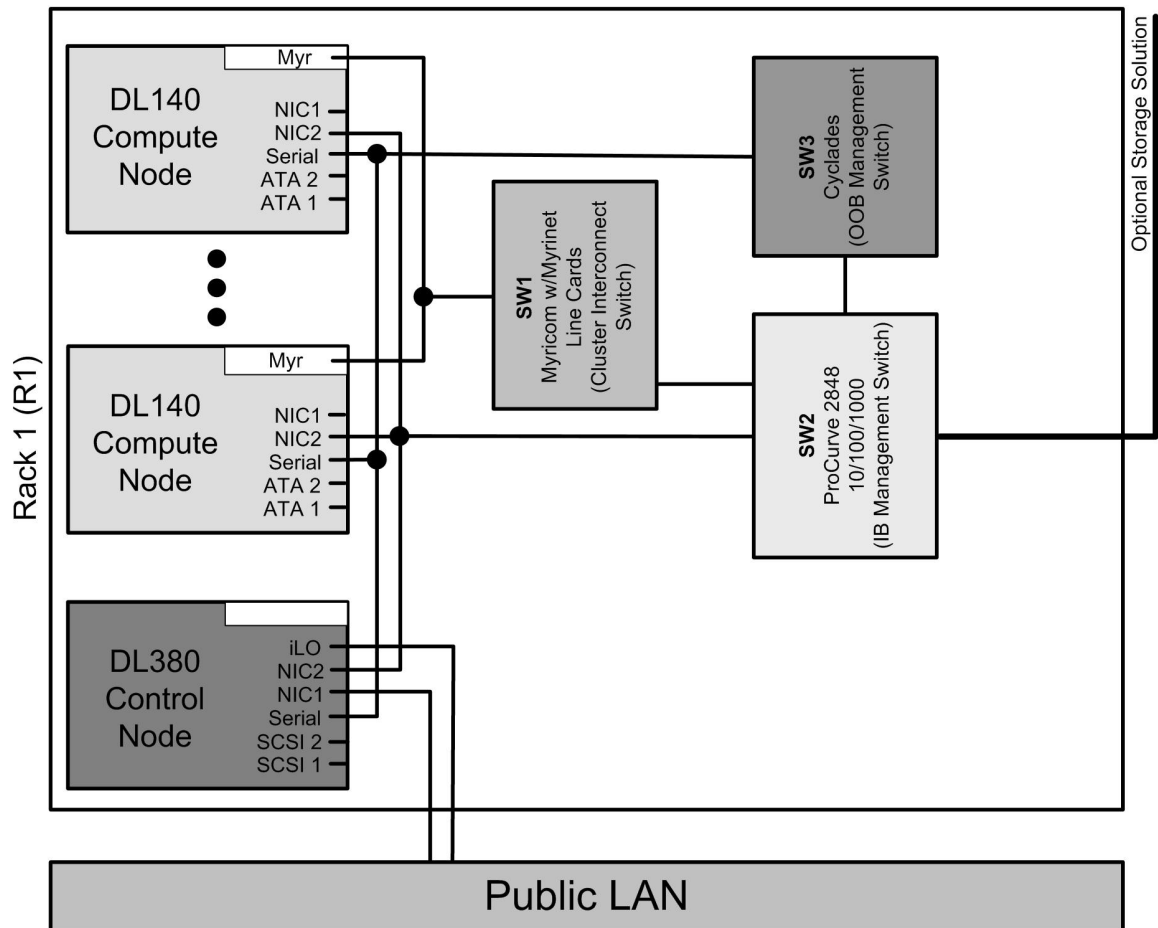 Rack 1 (R1)
Myr
DL140
Compute
Node
NIC1
NIC2
Serial
ATA 2
ATA 1
Myr
DL140
Compute
Node
NIC1
NIC2
Serial
ATA 2
ATA 1
DL380
Control
Node
iLO
NIC2
NIC1
Serial
SCSI 2
SCSI 1
SW1
Myricom w/Myrinet
Line Cards
(Cluster Interconnect
Switch)
SW3
Cyclades
(OOB Management
Switch)
SW2
ProCurve 2848
10/100/1000
(IB Management Switch)
Optional Storage Solution
Public LAN